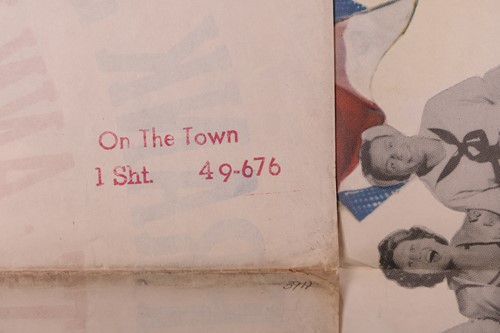 On The Town
1 Sht. 49-676